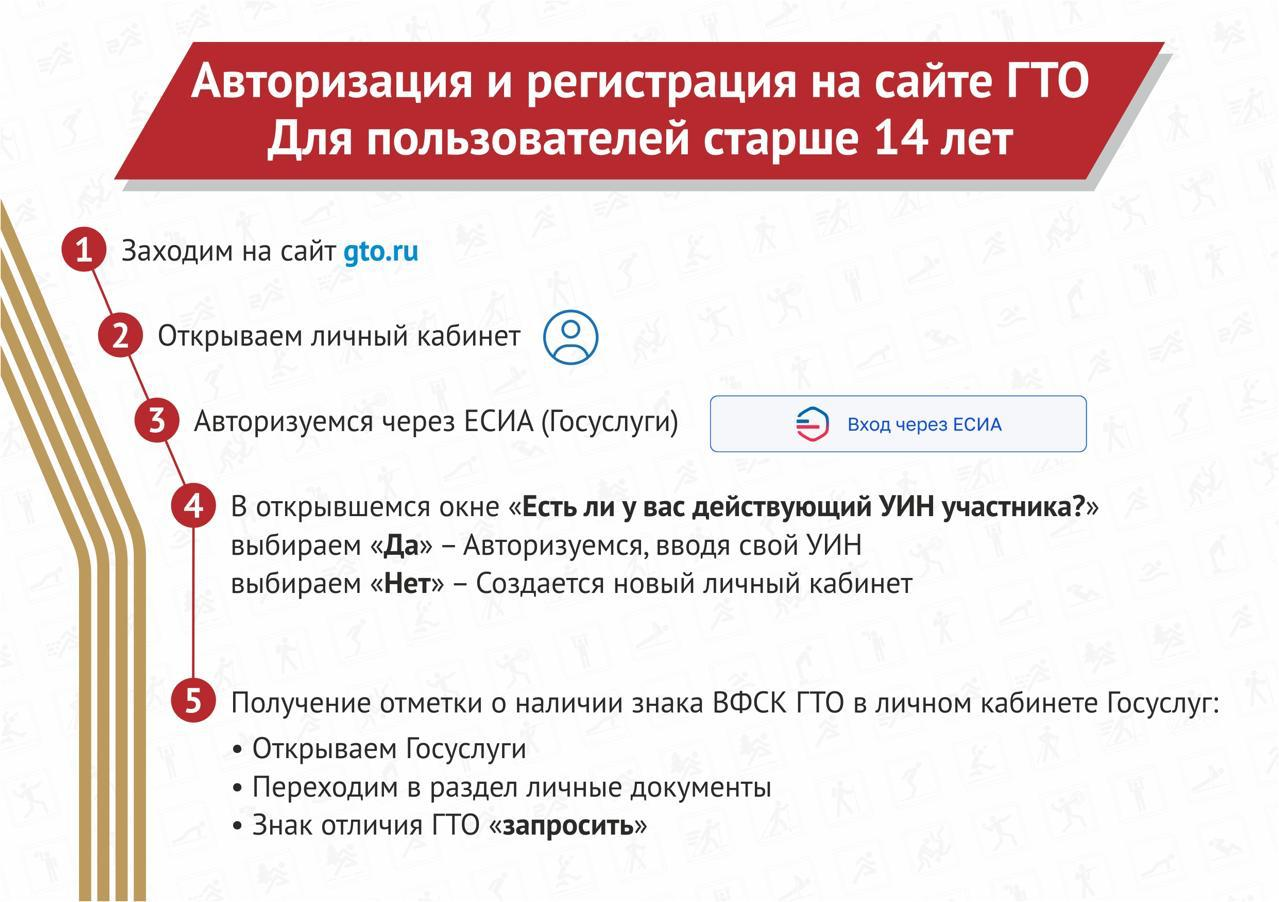 Авторизация и регистрация на сайте ГТО
Для пользователей старше 14 лет
1 Заходим на сайт gto.ru
2 Открываем личный кабинет
3 Авторизуемся через ЕСИА (Госуслуги) Вход через ЕСИА
4 В открывшемся окне «Есть ли у вас действующий УИН участника?»
выбираем «Да» – Авторизуемся, вводя свой УИН
выбираем «Нет» – Создается новый личный кабинет
5 Получение отметки о наличии знака ВФСК ГТО в личном кабинете Госуслуг:
• Открываем Госуслуги
• Переходим в раздел личные документы
• Знак отличия ГТО «запросить»